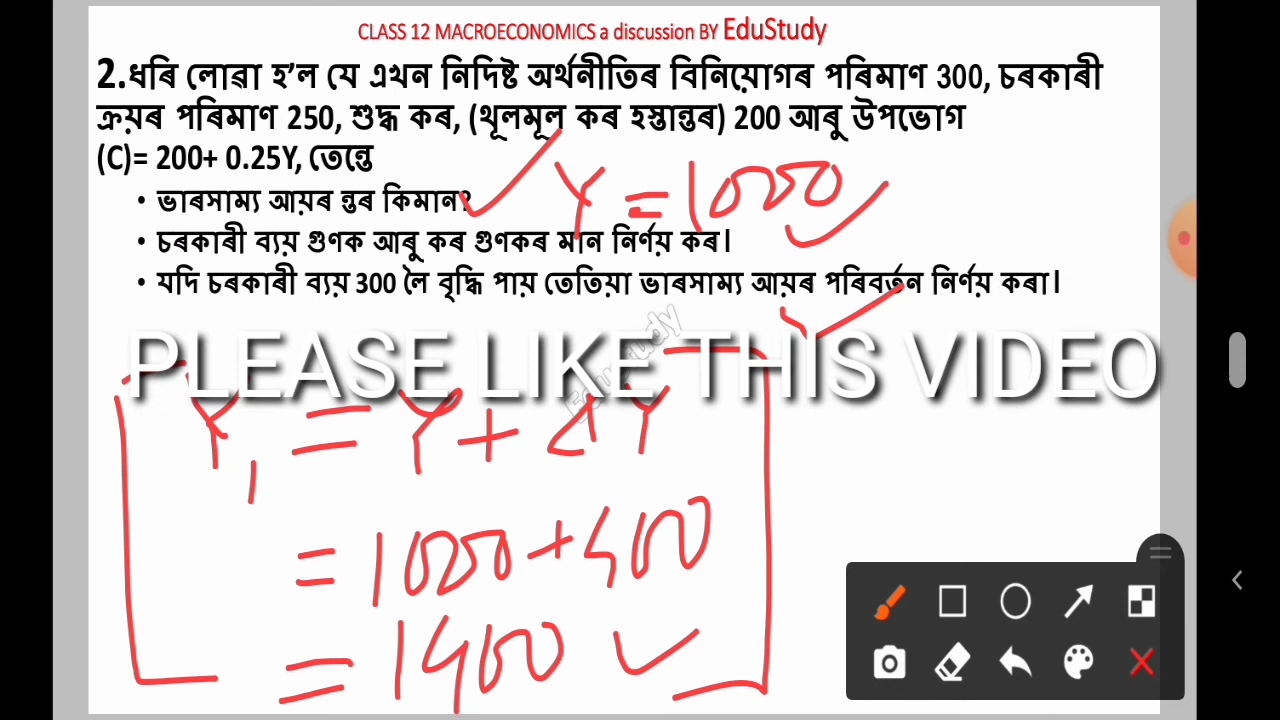 CLASS 12 MACROECONOMICS a discussion BY EduStudy
2.ধৰি লোৱা হ'ল যে এখন নিদিষ্ট অৰ্থনীতিৰ বিনিয়োগৰ পৰিমাণ 300, চৰকাৰী
ক্ৰয়ৰ পৰিমাণ 250, শুদ্ধ কৰ, (থূলমূল কৰ হস্তান্তৰ) 200 আৰু উপভোগ
(C)= 200+ 0.25Y, তেন্তে
• ভাৰসাম্য আয়ৰ ন্তৰ কিমান?
Y = 1000
• চৰকাৰী ব্যয় গুণক আৰু কৰ গুণকৰ মান নিৰ্ণয় কৰ।
• যদি চৰকাৰী ব্যয় 300 লৈ বৃদ্ধি পায় তেতিয়া ভাৰসাম্য আয়ৰ পৰিবৰ্তন নিৰ্ণয় কৰা।
EduStudy
PLEASE LIKE THIS VIDEO
Y₁ = Y + ΔY
= 1000 + 400
= 1400